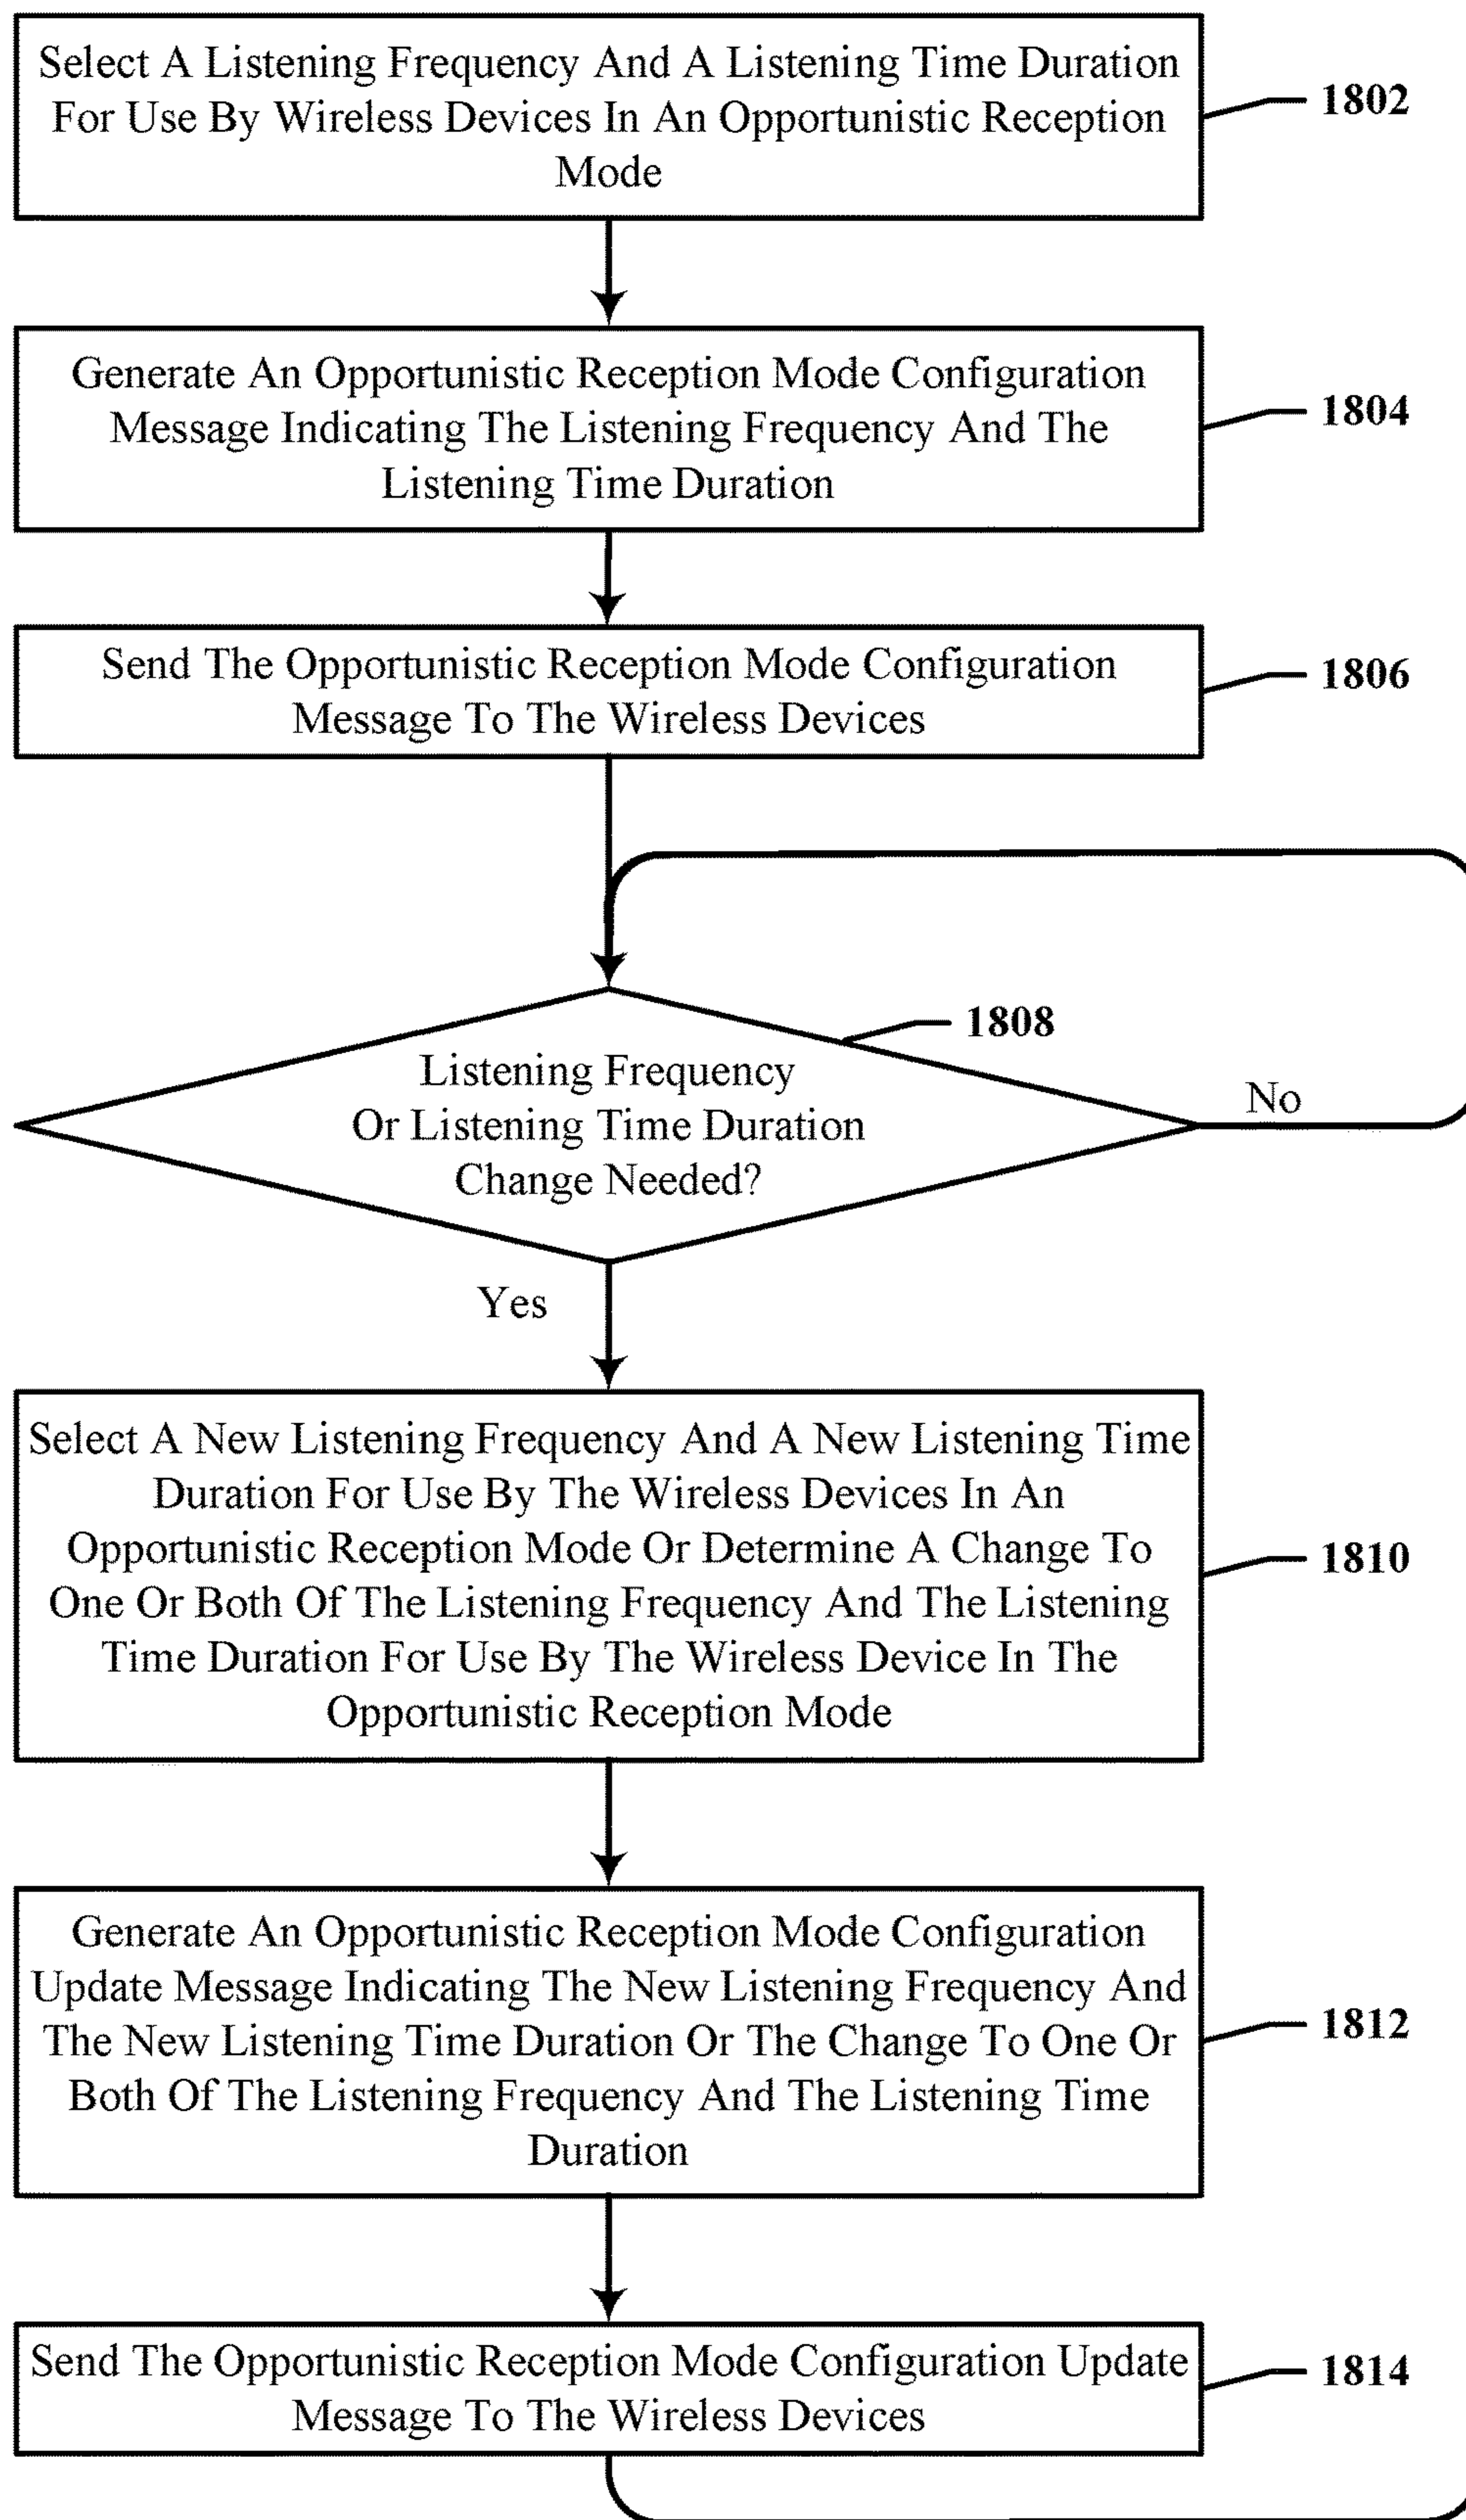 Select A Listening Frequency And A Listening Time Duration
For Use By Wireless Devices In An Opportunistic Reception
Mode
1802
Generate An Opportunistic Reception Mode Configuration
Message Indicating The Listening Frequency And The
Listening Time Duration
1804
Send The Opportunistic Reception Mode Configuration
Message To The Wireless Devices
1806
1808
Listening Frequency
Or Listening Time Duration
Change Needed?
No
Yes
Select A New Listening Frequency And A New Listening Time
Duration For Use By The Wireless Devices In An
Opportunistic Reception Mode Or Determine A Change To
One Or Both Of The Listening Frequency And The Listening
Time Duration For Use By The Wireless Device In The
Opportunistic Reception Mode
1810
Generate An Opportunistic Reception Mode Configuration
Update Message Indicating The New Listening Frequency And
The New Listening Time Duration Or The Change To One Or
Both Of The Listening Frequency And The Listening Time
Duration
1812
Send The Opportunistic Reception Mode Configuration Update
Message To The Wireless Devices
1814